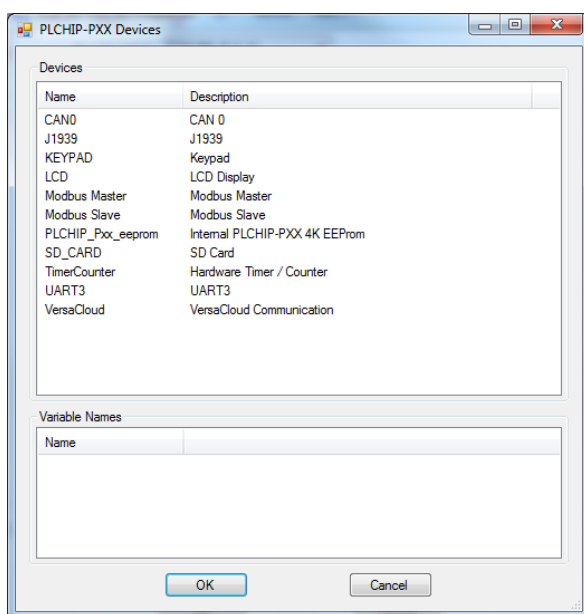 PLCHIP-PXX Devices
Devices
Name Description
CAN0 CAN 0
J1939 J1939
KEYPAD Keypad
LCD LCD Display
Modbus Master Modbus Master
Modbus Slave Modbus Slave
PLCHIP_Pxx_eeprom Internal PLCHIP-PXX 4K EEProm
SD_CARD SD Card
TimerCounter Hardware Timer / Counter
UART3 UART3
VersaCloud VersaCloud Communication
Variable Names
Name
OK Cancel